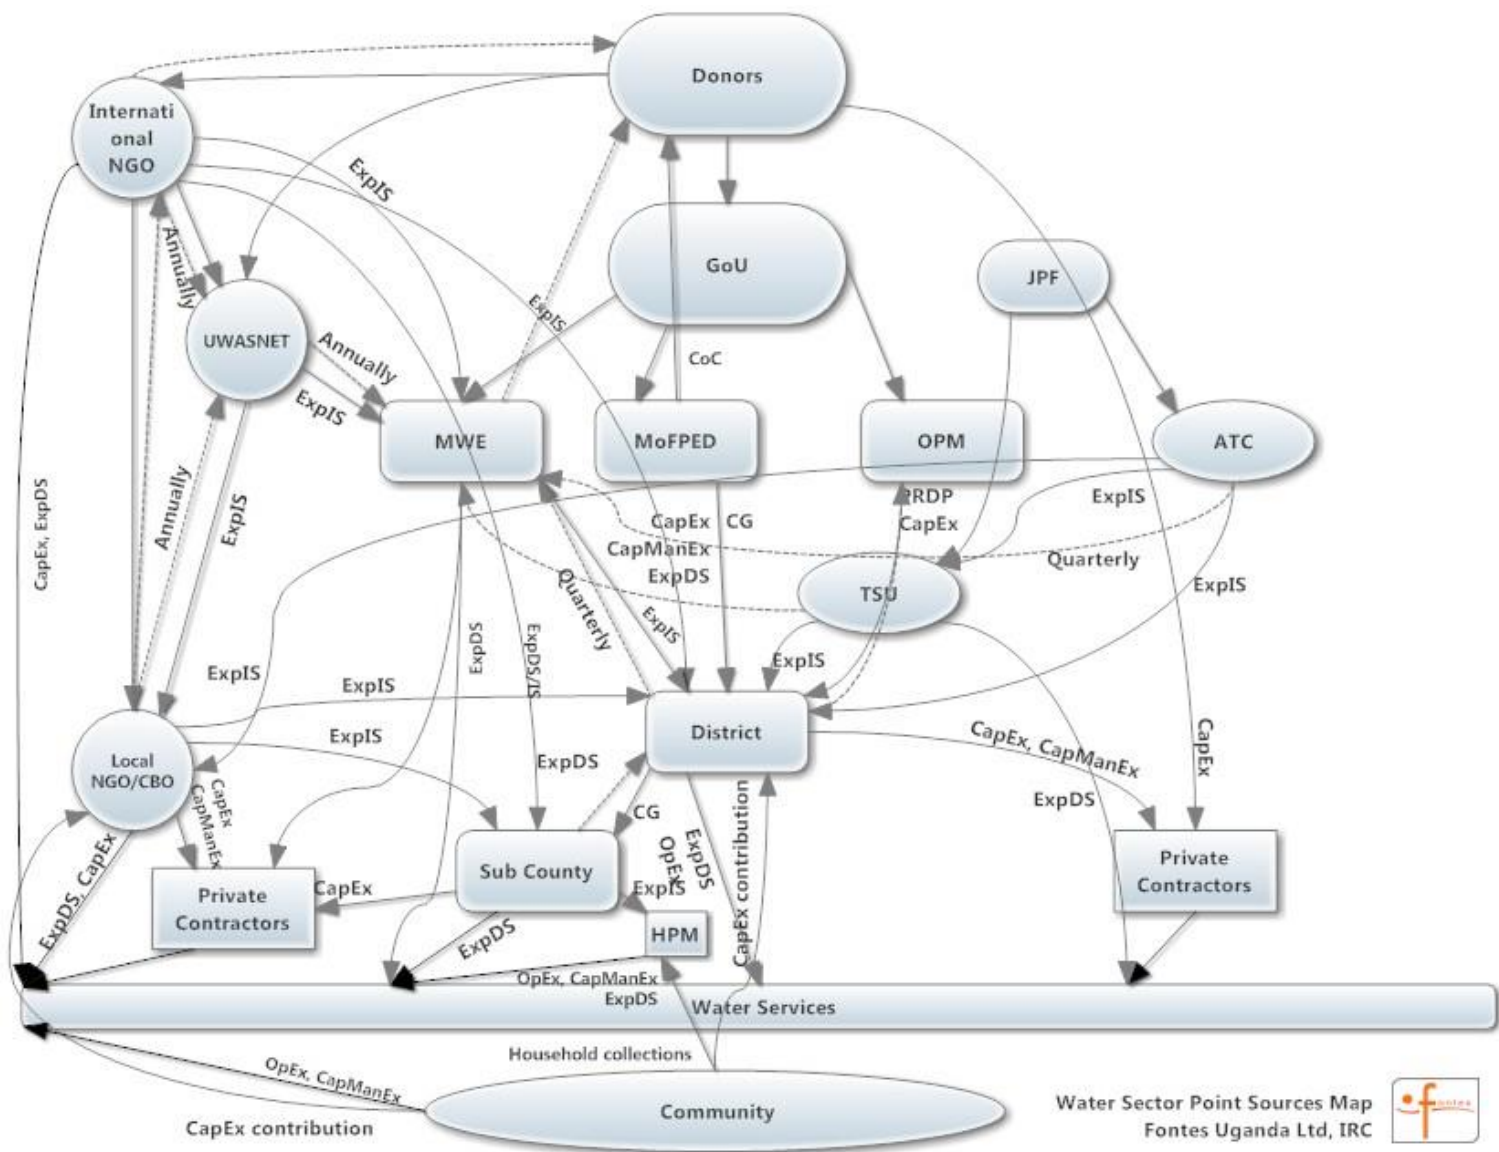 Donors
Internati
onal
NGO
ExpIS
Annually
GoU
JPF
ExpIS
UWASNET
Annually
ExpIS
CoC
MWE
MoFPED
OPM
ATC
CapEx, ExpDS
Annually
ExpIS
CapEx
CapManEx
ExpDS
CG
PRDP
CapEx
ExpIS
Quarterly
Quarterly
ExpIS
TSU
ExpIS
ExpDS
ExpDS/IS
ExpIS
ExpIS
ExpIS
ExpIS
District
CapEx, CapManEx
CapEx
Local
NGO/CBO
CapEx
CapManEx
ExpDS
ExpDS
CG
ExpDS
OpEx
CapEx contribution
Sub County
ExpIS
CapEx
Private
Contractors
Private
Contractors
HPM
ExpDS, CapEx
ExpDS
OpEx, CapManEx
ExpDS
Water Services
Household collections
OpEx, CapManEx
Community
CapEx contribution
Water Sector Point Sources Map
Fontes Uganda Ltd, IRC
fontes